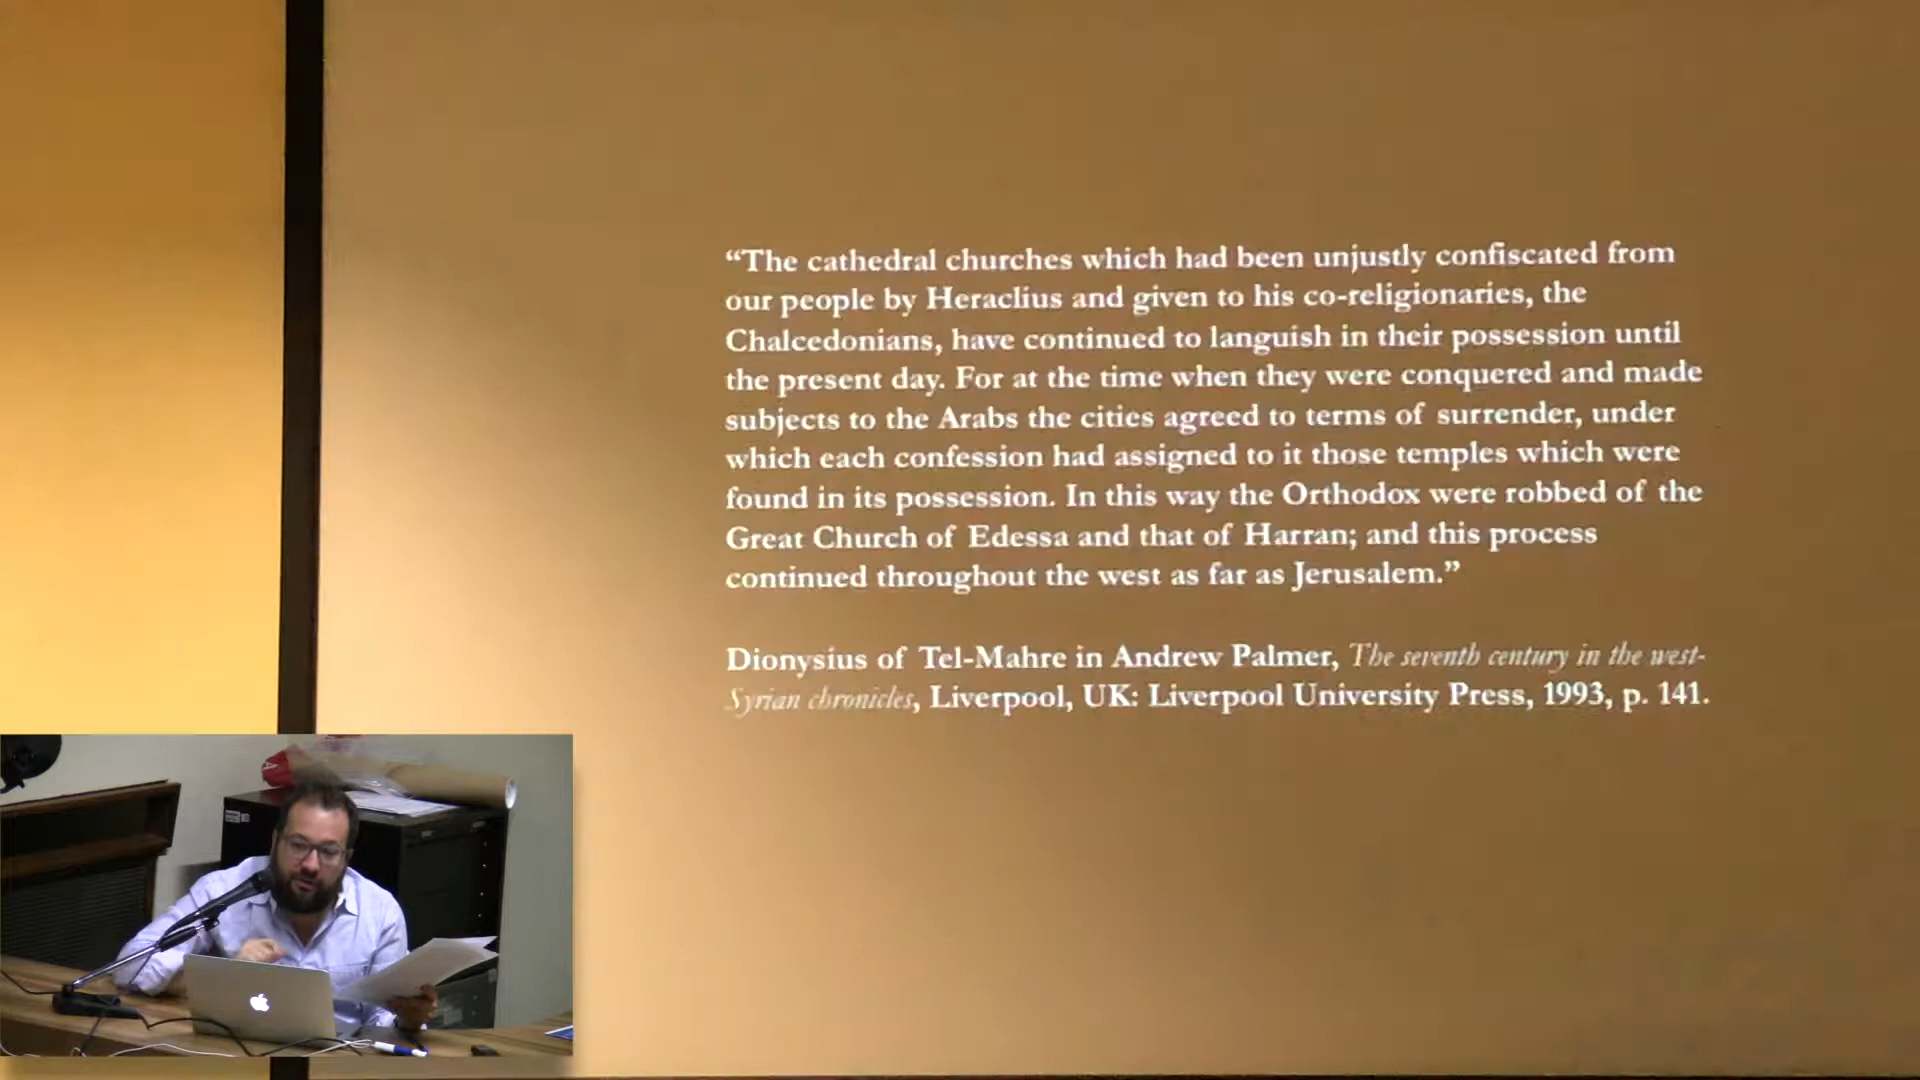 “The cathedral churches which had been unjustly confiscated from
our people by Heraclius and given to his co-religionaries, the
Chalcedonians, have continued to languish in their possession until
the present day. For at the time when they were conquered and made
subjects to the Arabs the cities agreed to terms of surrender, under
which each confession had assigned to it those temples which were
found in its possession. In this way the Orthodox were robbed of the
Great Church of Edessa and that of Harran; and this process
continued throughout the west as far as Jerusalem.”
Dionysius of Tel-Mahre in Andrew Palmer, The seventh century in the west-
Syrian chronicles, Liverpool, UK: Liverpool University Press, 1993, p. 141.